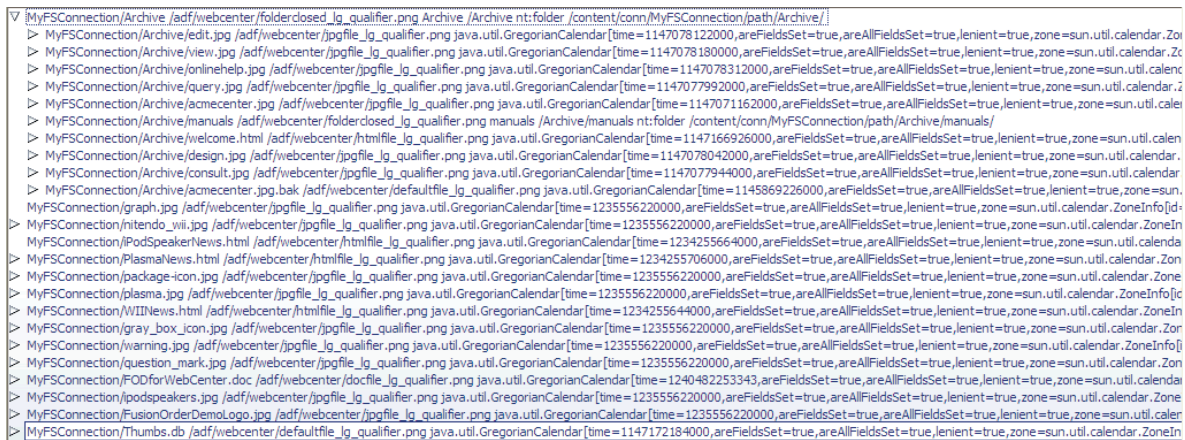 MyFSConnection/Archive /adf/webcenter/folderclosed_lg_qualifier.png Archive /Archive nt:folder /content/conn/MyFSConnection/path/Archive/
MyFSConnection/Archive/edit.jpg /adf/webcenter/jpgfile_lg_qualifier.png java.util.GregorianCalendar[time=1147078122000,areFieldsSet=true,areAllFieldsSet=true,lenient=true,zone=sun.util.calendar.Zo
MyFSConnection/Archive/view.jpg /adf/webcenter/jpgfile_lg_qualifier.png java.util.GregorianCalendar[time=1147078180000,areFieldsSet=true,areAllFieldsSet=true,lenient=true,zone=sun.util.calendar.Zo
MyFSConnection/Archive/onlinehelp.jpg /adf/webcenter/jpgfile_lg_qualifier.png java.util.GregorianCalendar[time=1147078312000,areFieldsSet=true,areAllFieldsSet=true,lenient=true,zone=sun.util.calend
MyFSConnection/Archive/query.jpg /adf/webcenter/jpgfile_lg_qualifier.png java.util.GregorianCalendar[time=1147077992000,areFieldsSet=true,areAllFieldsSet=true,lenient=true,zone=sun.util.calendar.Z
MyFSConnection/Archive/acmecenter.jpg /adf/webcenter/jpgfile_lg_qualifier.png java.util.GregorianCalendar[time=1147071162000,areFieldsSet=true,areAllFieldsSet=true,lenient=true,zone=sun.util.cale
MyFSConnection/Archive/manuals /adf/webcenter/folderclosed_lg_qualifier.png manuals /Archive/manuals nt:folder /content/conn/MyFSConnection/path/Archive/manuals/
MyFSConnection/Archive/welcome.html /adf/webcenter/htmlfile_lg_qualifier.png java.util.GregorianCalendar[time=1147166926000,areFieldsSet=true,areAllFieldsSet=true,lenient=true,zone=sun.util.calen
MyFSConnection/Archive/design.jpg /adf/webcenter/jpgfile_lg_qualifier.png java.util.GregorianCalendar[time=1147078042000,areFieldsSet=true,areAllFieldsSet=true,lenient=true,zone=sun.util.calendar.
MyFSConnection/Archive/consult.jpg /adf/webcenter/jpgfile_lg_qualifier.png java.util.GregorianCalendar[time=1147077944000,areFieldsSet=true,areAllFieldsSet=true,lenient=true,zone=sun.util.calendar
MyFSConnection/Archive/acmecenter.jpg.bak /adf/webcenter/defaultfile_lg_qualifier.png java.util.GregorianCalendar[time=1145869226000,areFieldsSet=true,areAllFieldsSet=true,lenient=true,zone=sun.
MyFSConnection/graph.jpg /adf/webcenter/jpgfile_lg_qualifier.png java.util.GregorianCalendar[time=1235556220000,areFieldsSet=true,areAllFieldsSet=true,lenient=true,zone=sun.util.calendar.ZoneInfo[id=
MyFSConnection/nitendo_wii.jpg /adf/webcenter/jpgfile_lg_qualifier.png java.util.GregorianCalendar[time=1235556220000,areFieldsSet=true,areAllFieldsSet=true,lenient=true,zone=sun.util.calendar.ZoneIn
MyFSConnection/iPodSpeakerNews.html /adf/webcenter/htmlfile_lg_qualifier.png java.util.GregorianCalendar[time=1234255664000,areFieldsSet=true,areAllFieldsSet=true,lenient=true,zone=sun.util.calenda
MyFSConnection/PlasmaNews.html /adf/webcenter/htmlfile_lg_qualifier.png java.util.GregorianCalendar[time=1234255706000,areFieldsSet=true,areAllFieldsSet=true,lenient=true,zone=sun.util.calendar.Zon
MyFSConnection/package-icon.jpg /adf/webcenter/jpgfile_lg_qualifier.png java.util.GregorianCalendar[time=1235556220000,areFieldsSet=true,areAllFieldsSet=true,lenient=true,zone=sun.util.calendar.Zone
MyFSConnection/plasma.jpg /adf/webcenter/jpgfile_lg_qualifier.png java.util.GregorianCalendar[time=1235556220000,areFieldsSet=true,areAllFieldsSet=true,lenient=true,zone=sun.util.calendar.ZoneInfo[id
MyFSConnection/WIINews.html /adf/webcenter/htmlfile_lg_qualifier.png java.util.GregorianCalendar[time=1234255644000,areFieldsSet=true,areAllFieldsSet=true,lenient=true,zone=sun.util.calendar.ZoneIn
MyFSConnection/gray_box_icon.jpg /adf/webcenter/jpgfile_lg_qualifier.png java.util.GregorianCalendar[time=1235556220000,areFieldsSet=true,areAllFieldsSet=true,lenient=true,zone=sun.util.calendar.Zon
MyFSConnection/warning.jpg /adf/webcenter/jpgfile_lg_qualifier.png java.util.GregorianCalendar[time=1235556220000,areFieldsSet=true,areAllFieldsSet=true,lenient=true,zone=sun.util.calendar.ZoneInfo[i
MyFSConnection/question_mark.jpg /adf/webcenter/jpgfile_lg_qualifier.png java.util.GregorianCalendar[time=1235556220000,areFieldsSet=true,areAllFieldsSet=true,lenient=true,zone=sun.util.calendar.Zon
MyFSConnection/FODforWebCenter.doc /adf/webcenter/docfile_lg_qualifier.png java.util.GregorianCalendar[time=1240482253343,areFieldsSet=true,areAllFieldsSet=true,lenient=true,zone=sun.util.calendar
MyFSConnection/ipodspeakers.jpg /adf/webcenter/jpgfile_lg_qualifier.png java.util.GregorianCalendar[time=1235556220000,areFieldsSet=true,areAllFieldsSet=true,lenient=true,zone=sun.util.calendar.Zone
MyFSConnection/FusionOrderDemoLogo.jpg /adf/webcenter/jpgfile_lg_qualifier.png java.util.GregorianCalendar[time=1235556220000,areFieldsSet=true,areAllFieldsSet=true,lenient=true,zone=sun.util.calen
MyFSConnection/Thumbs.db /adf/webcenter/defaultfile_lg_qualifier.png java.util.GregorianCalendar[time=1147172184000,areFieldsSet=true,areAllFieldsSet=true,lenient=true,zone=sun.util.calendar.ZoneIn